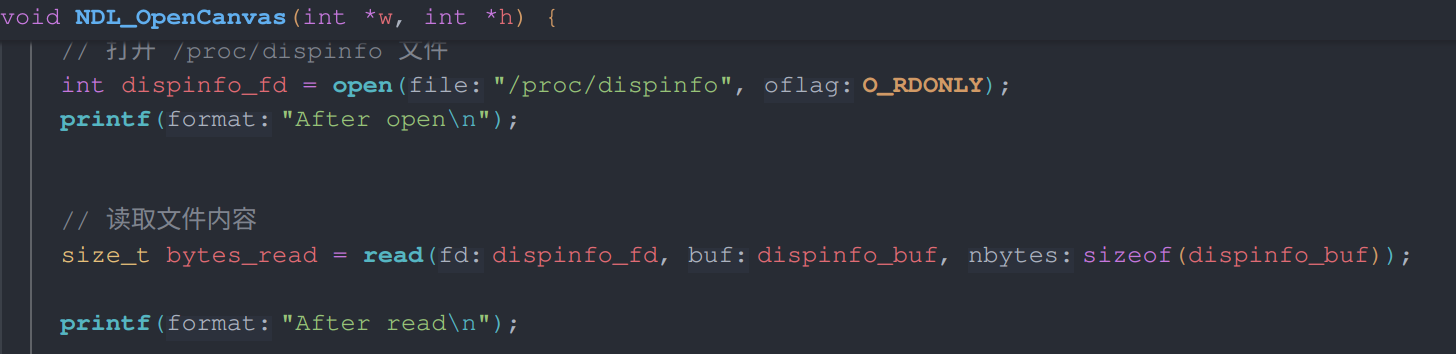 void NDL_OpenCanvas(int *w, int *h) {
// 打开 /proc/dispinfo 文件
int dispinfo_fd = open(file: "/proc/dispinfo", oflag: O_RDONLY);
printf(format: "After open\n");
// 读取文件内容
size_t bytes_read = read(fd: dispinfo_fd, buf: dispinfo_buf, nbytes: sizeof(dispinfo_buf));
printf(format: "After read\n");